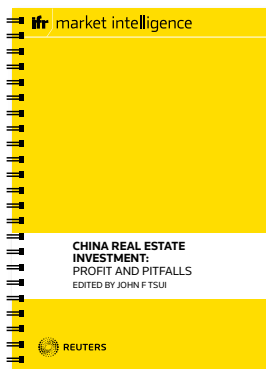 ifr market intelligence
CHINA REAL ESTATE
INVESTMENT:
PROFIT AND PITFALLS
EDITED BY JOHN F TSUI
REUTERS